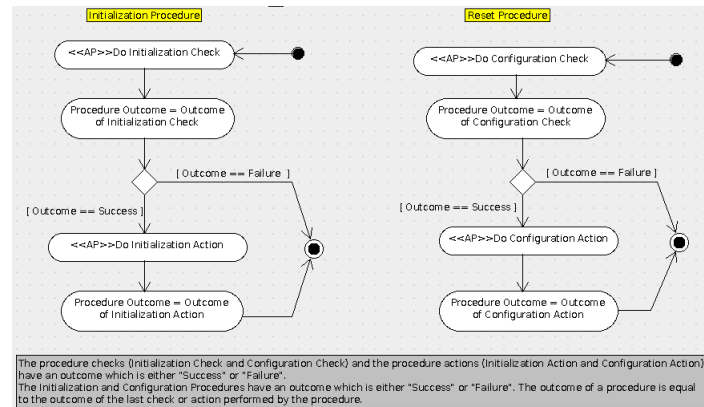 Initialization Procedure
<<AP>>Do Initialization Check
Procedure Outcome = Outcome
of Initialization Check
[ Outcome == Failure ]
[ Outcome == Success ]
<<AP>>Do Initialization Action
Procedure Outcome = Outcome
of Initialization Action
Reset Procedure
<<AP>>Do Configuration Check
Procedure Outcome = Outcome
of Configuration Check
[ Outcome == Failure ]
[ Outcome == Success ]
<<AP>>Do Configuration Action
Procedure Outcome = Outcome
of Configuration Action
The procedure checks (Initialization Check and Configuration Check) and the procedure actions (Initialization Action and Configuration Action)
have an outcome which is either "Success" or "Failure".
The Initialization and Configuration Procedures have an outcome which is either "Success" or "Failure". The outcome of a procedure is equal
to the outcome of the last check or action performed by the procedure.